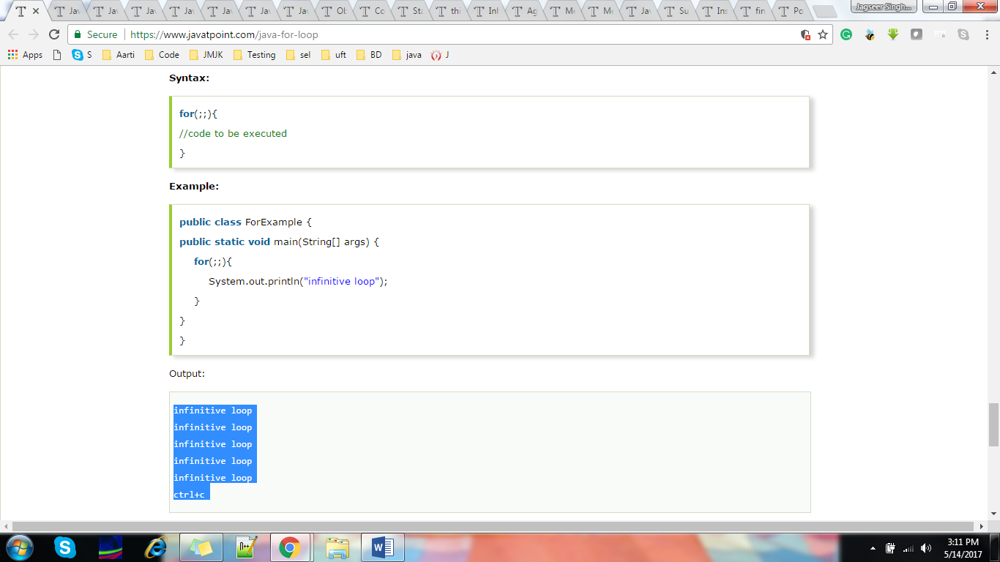 Jav
Jav
Jav
Jav
Jav
Jav
Jav
Ob
Co
Sta
thi
Inh
Ag
Me
Me
Jav
Su
Ins
fin
Po
Jagseer Singh...
Secure
https://www.javatpoint.com/java-for-loop
Apps
S
Aarti
Code
JMJK
Testing
sel
uft
BD
java
J
Syntax:
for(;;){
//code to be executed
}
Example:
public class ForExample {
public static void main(String[] args) {
for(;;){
System.out.println("infinitive loop");
}
}
}
Output:
infinitive loop
infinitive loop
infinitive loop
infinitive loop
infinitive loop
ctrl+c
3:11 PM
5/14/2017